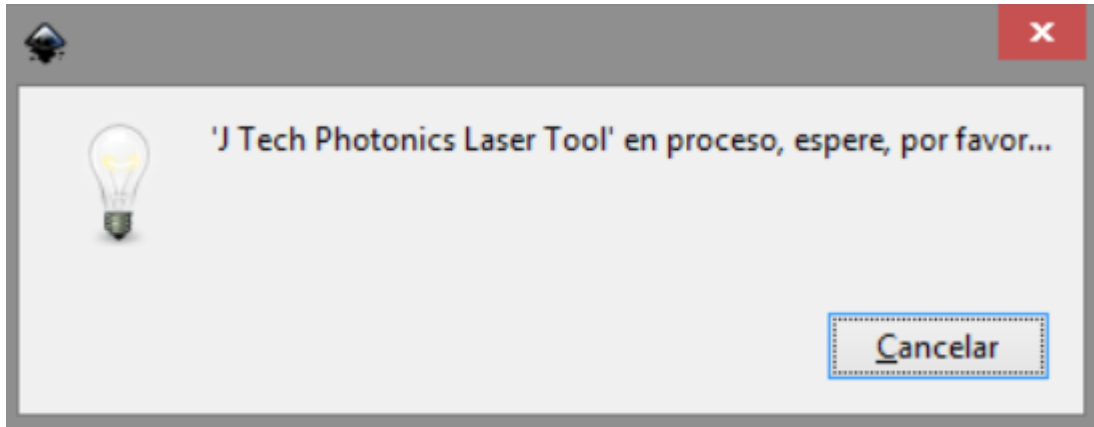 'J Tech Photonics Laser Tool' en proceso, espere, por favor...
Cancelar